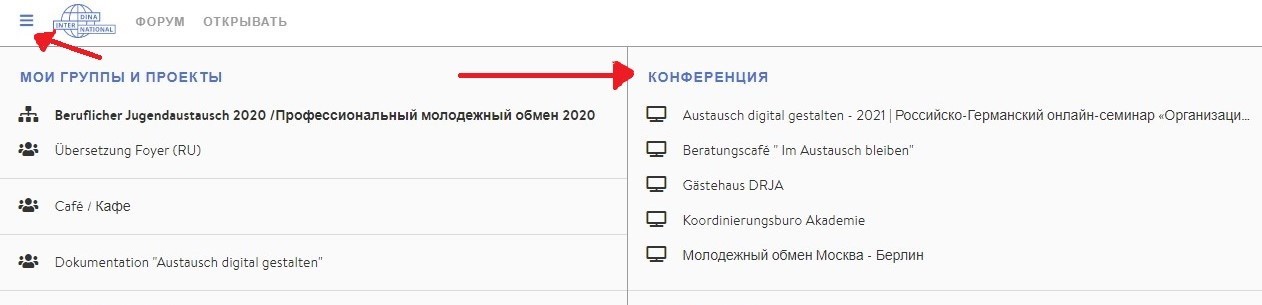 DINA
INTER
NATIONAL
ФОРУМ ОТКРЫВАТЬ
МОИ ГРУППЫ И ПРОЕКТЫ
Beruflicher Jugendaustausch 2020 /Профессиональный молодежный обмен 2020
Übersetzung Foyer (RU)
Café / Кафе
Dokumentation "Austausch digital gestalten"
КОНФЕРЕНЦИЯ
Austausch digital gestalten - 2021 | Российско-Германский онлайн-семинар «Организаци...
Beratungscafé " Im Austausch bleiben"
Gästehaus DRJA
Koordinierungsburo Akademie
Молодежный обмен Москва - Берлин